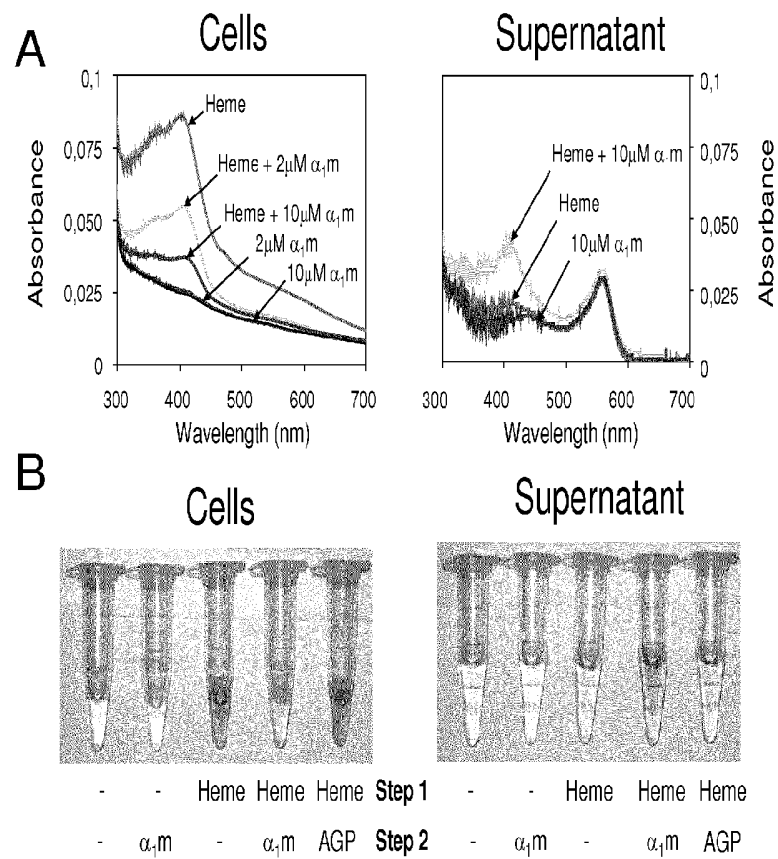 A
Cells
Supernatant
0,1
0,075
0,050
0,025
0
Absorbance
Heme
Heme + 2µM α1m
Heme + 10µM α1m
2µM α1m
10µM α1m
300 400 500 600 700
Wavelength (nm)
0,1
0,075
0,050
0,025
0
Absorbance
Heme + 10µM α1m
Heme
10µM α1m
300 400 500 600 700
Wavelength (nm)
B
Cells
Supernatant
- - Heme Heme Heme Step 1 - - Heme Heme Heme
- α1m - α1m AGP Step 2 - α1m - α1m AGP